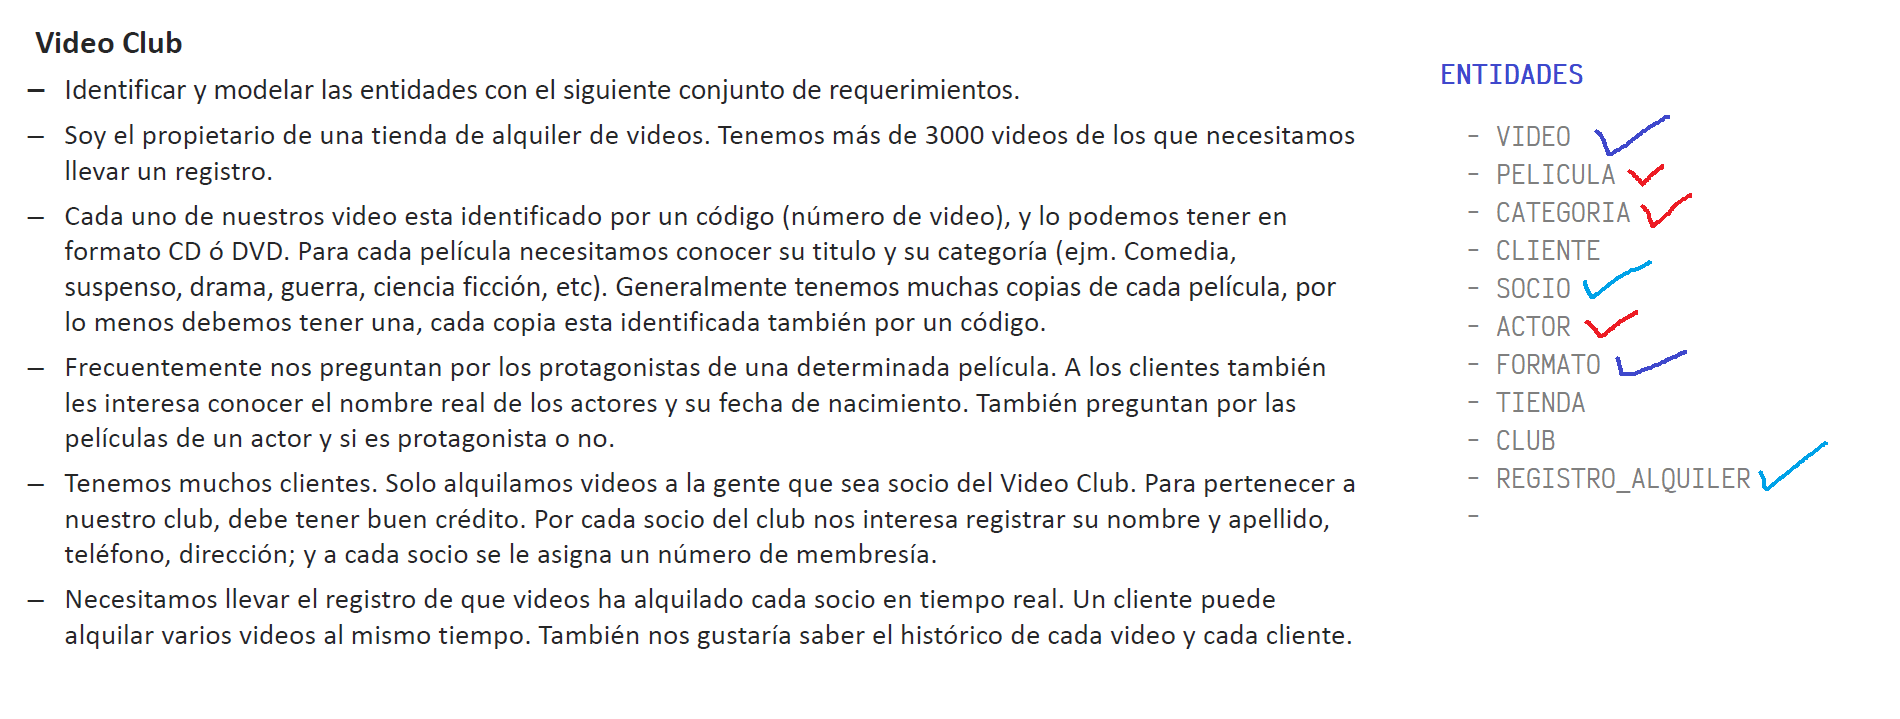 Video Club
– Identificar y modelar las entidades con el siguiente conjunto de requerimientos.
– Soy el propietario de una tienda de alquiler de videos. Tenemos más de 3000 videos de los que necesitamos
llevar un registro.
– Cada uno de nuestros video esta identificado por un código (número de video), y lo podemos tener en
formato CD ó DVD. Para cada película necesitamos conocer su titulo y su categoría (ejm. Comedia,
suspenso, drama, guerra, ciencia ficción, etc). Generalmente tenemos muchas copias de cada película, por
lo menos debemos tener una, cada copia esta identificada también por un código.
– Frecuentemente nos preguntan por los protagonistas de una determinada película. A los clientes también
les interesa conocer el nombre real de los actores y su fecha de nacimiento. También preguntan por las
películas de un actor y si es protagonista o no.
– Tenemos muchos clientes. Solo alquilamos videos a la gente que sea socio del Video Club. Para pertenecer a
nuestro club, debe tener buen crédito. Por cada socio del club nos interesa registrar su nombre y apellido,
teléfono, dirección; y a cada socio se le asigna un número de membresía.
– Necesitamos llevar el registro de que videos ha alquilado cada socio en tiempo real. Un cliente puede
alquilar varios videos al mismo tiempo. También nos gustaría saber el histórico de cada video y cada cliente.
ENTIDADES
- VIDEO
- PELICULA
- CATEGORIA
- CLIENTE
- SOCIO
- ACTOR
- FORMATO
- TIENDA
- CLUB
- REGISTRO_ALQUILER
-